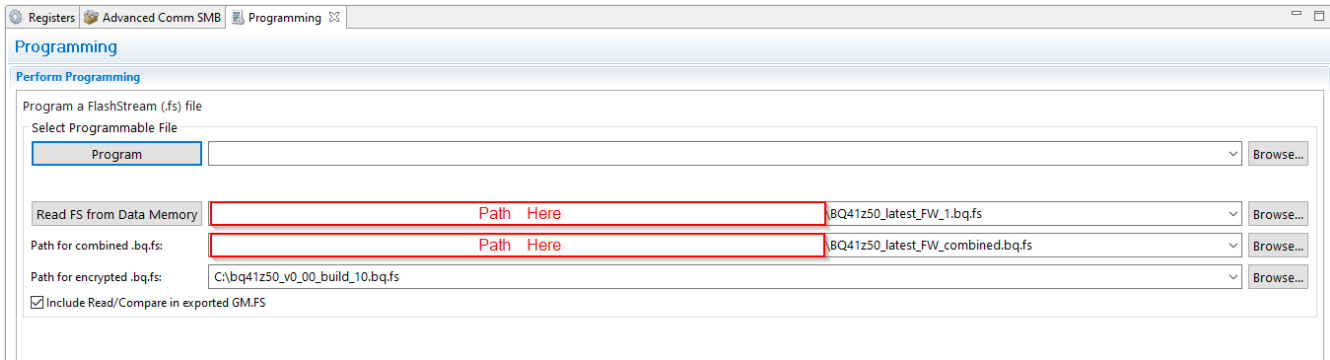 Registers Advanced Comm SMB Programming
Programming
Perform Programming
Program a FlashStream (.fs) file
Select Programmable File
Program Browse...
Read FS from Data Memory Path Here \BQ41z50_latest_FW_1.bq.fs Browse...
Path for combined .bq.fs: Path Here \BQ41z50_latest_FW_combined.bq.fs Browse...
Path for encrypted .bq.fs: C:\bq41z50_v0_00_build_10.bq.fs Browse...
Include Read/Compare in exported GM.FS